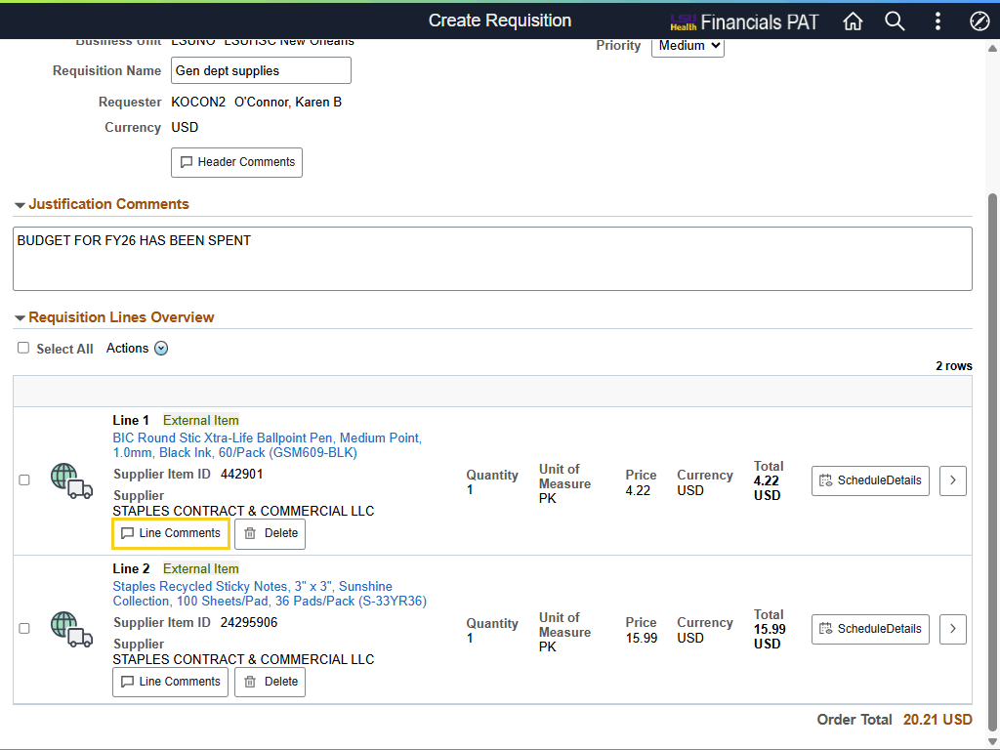 Create Requisition
LSU Health Financials PAT
Business Unit LSUNO LSUHSC New Orleans
Priority Medium
Requisition Name Gen dept supplies
Requester KOCON2 O'Connor, Karen B
Currency USD
Header Comments
Justification Comments
BUDGET FOR FY26 HAS BEEN SPENT
Requisition Lines Overview
Select All Actions
2 rows
Line 1 External Item
BIC Round Stic Xtra-Life Ballpoint Pen, Medium Point,
1.0mm, Black Ink, 60/Pack (GSM609-BLK)
Supplier Item ID 442901
Supplier
STAPLES CONTRACT & COMMERCIAL LLC
Quantity
1
Unit of
Measure
PK
Price
4.22
Currency
USD
Total
4.22
USD
ScheduleDetails
Line Comments Delete
Line 2 External Item
Staples Recycled Sticky Notes, 3" x 3", Sunshine
Collection, 100 Sheets/Pad, 36 Pads/Pack (S-33YR36)
Supplier Item ID 24295906
Supplier
STAPLES CONTRACT & COMMERCIAL LLC
Quantity
1
Unit of
Measure
PK
Price
15.99
Currency
USD
Total
15.99
USD
ScheduleDetails
Line Comments Delete
Order Total 20.21 USD